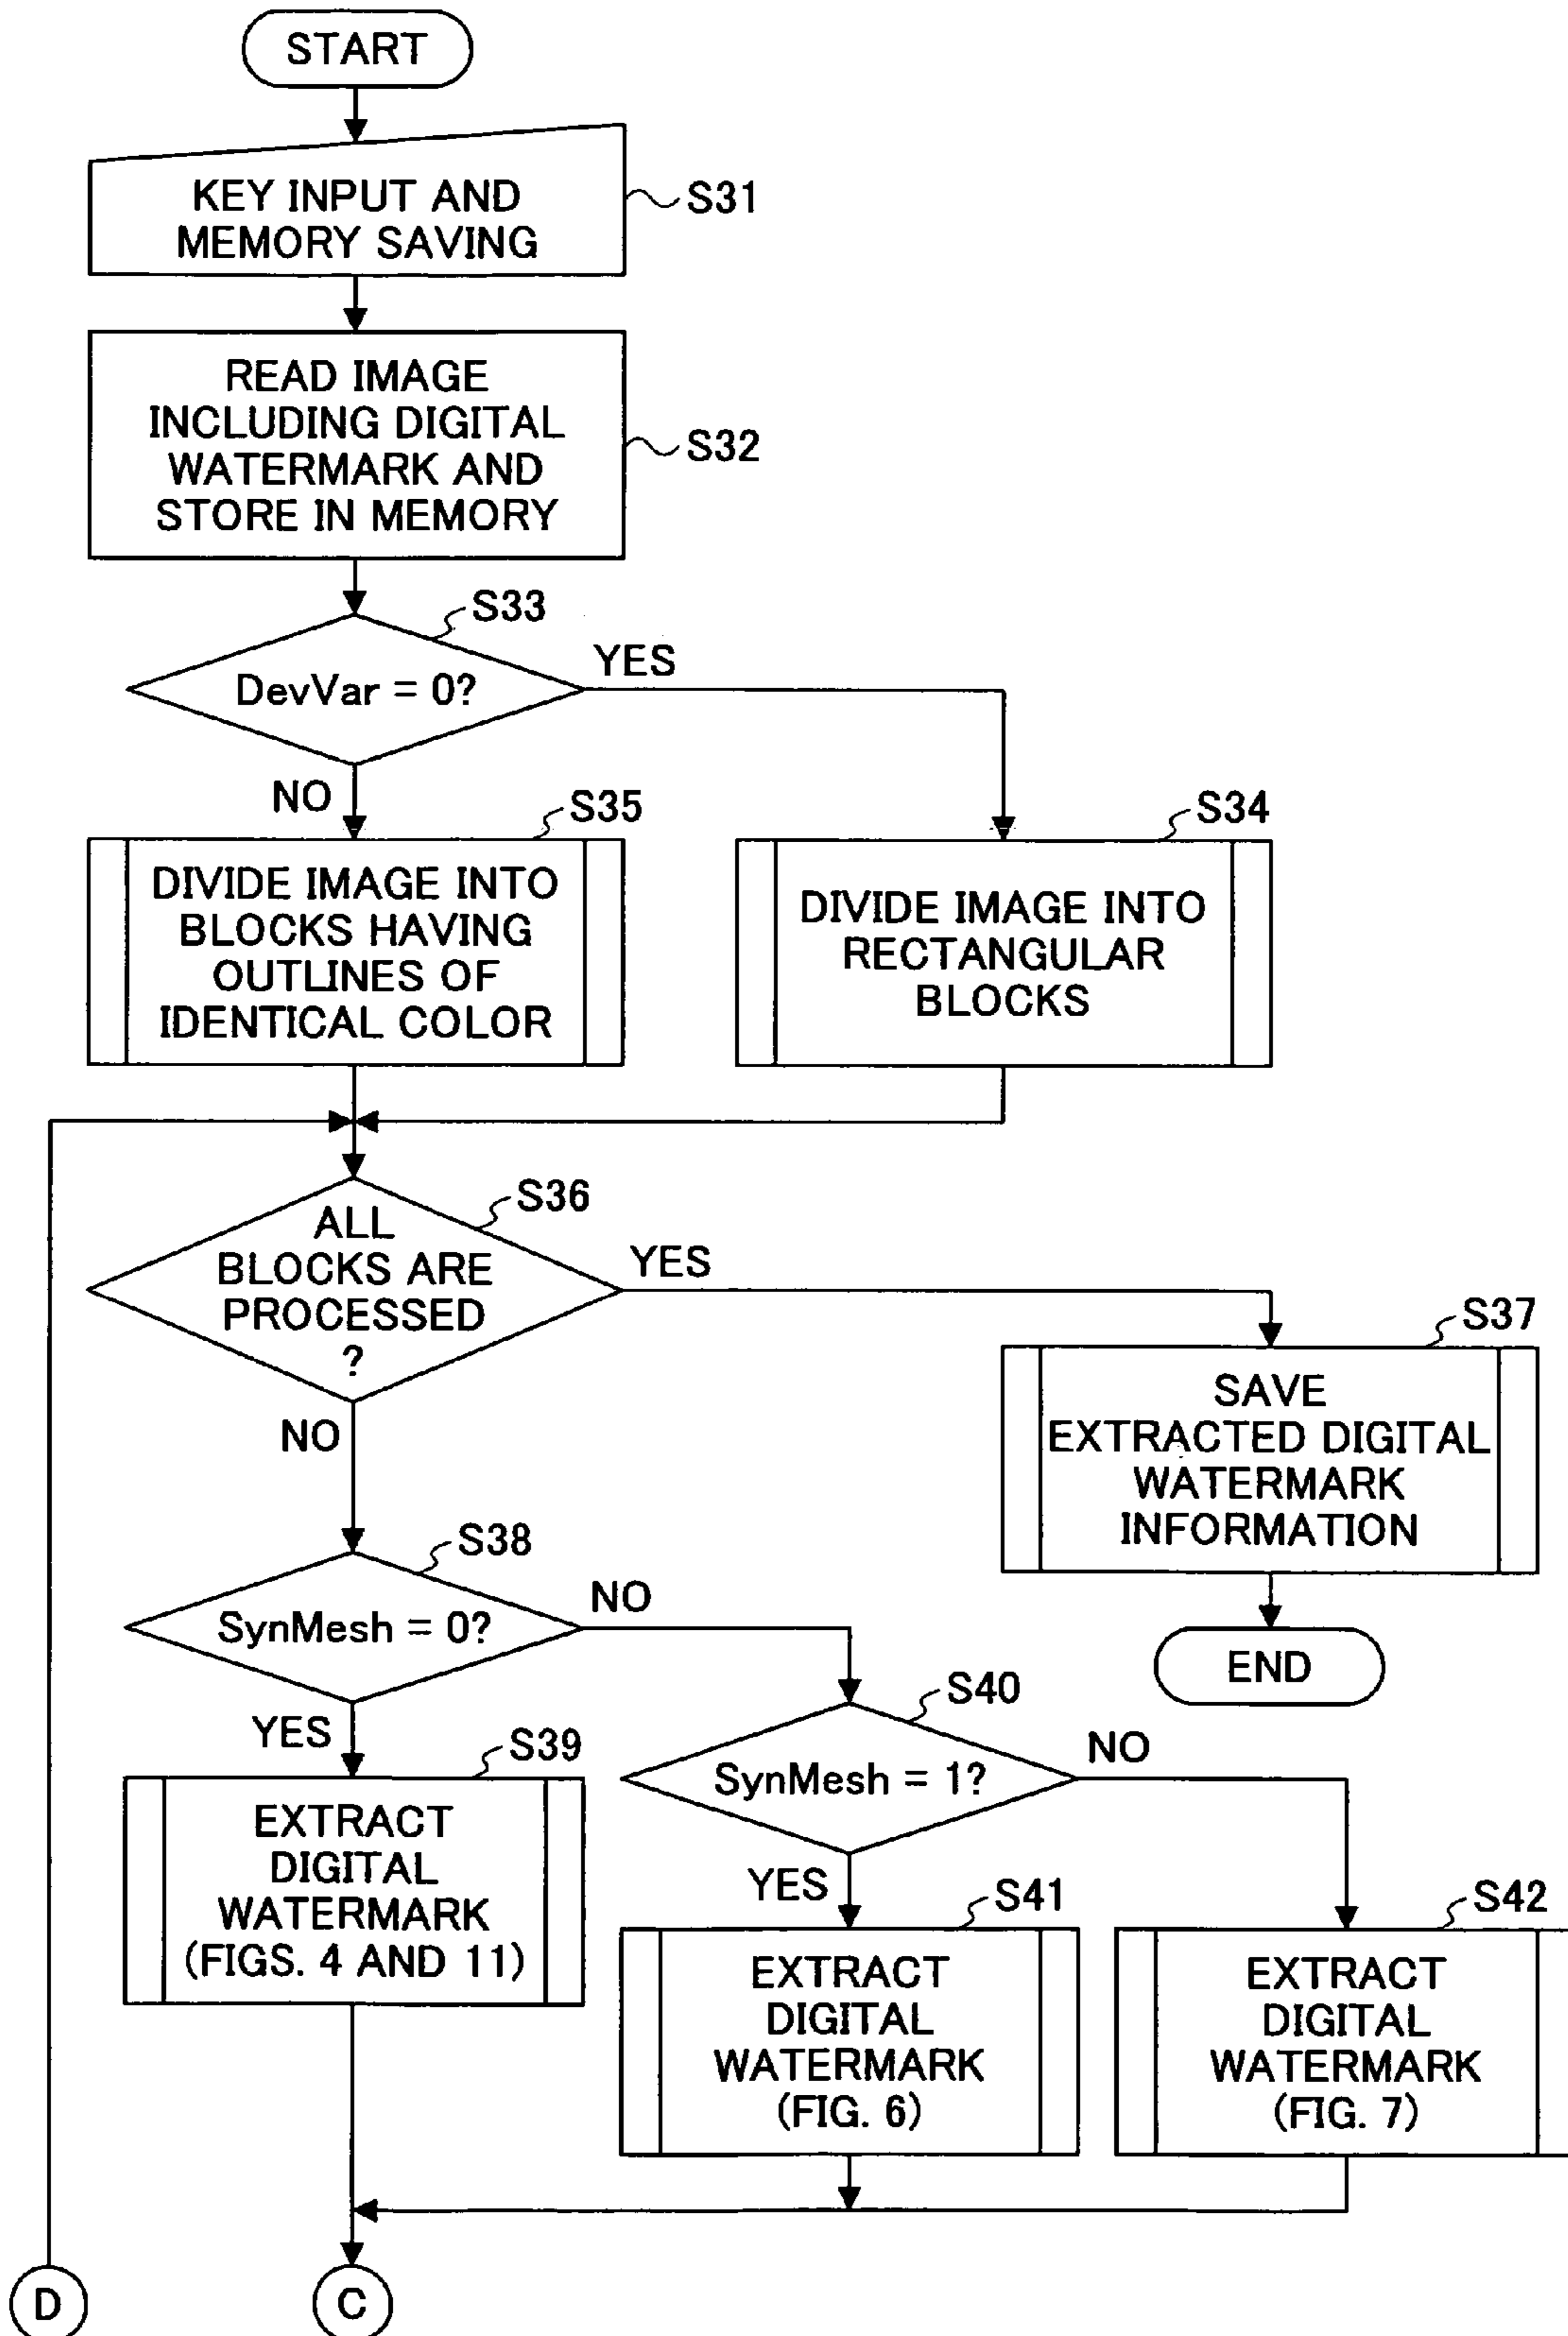 START
KEY INPUT AND
MEMORY SAVING
S31
READ IMAGE
INCLUDING DIGITAL
WATERMARK AND
STORE IN MEMORY
S32
S33
DevVar = 0?
YES
NO
S35
DIVIDE IMAGE INTO
BLOCKS HAVING
OUTLINES OF
IDENTICAL COLOR
S34
DIVIDE IMAGE INTO
RECTANGULAR
BLOCKS
S36
ALL
BLOCKS ARE
PROCESSED
?
YES
NO
S37
SAVE
EXTRACTED DIGITAL
WATERMARK
INFORMATION
END
S38
SynMesh = 0?
NO
YES
S39
EXTRACT
DIGITAL
WATERMARK
(FIGS. 4 AND 11)
S40
SynMesh = 1?
NO
YES
S41
EXTRACT
DIGITAL
WATERMARK
(FIG. 6)
S42
EXTRACT
DIGITAL
WATERMARK
(FIG. 7)
D
C